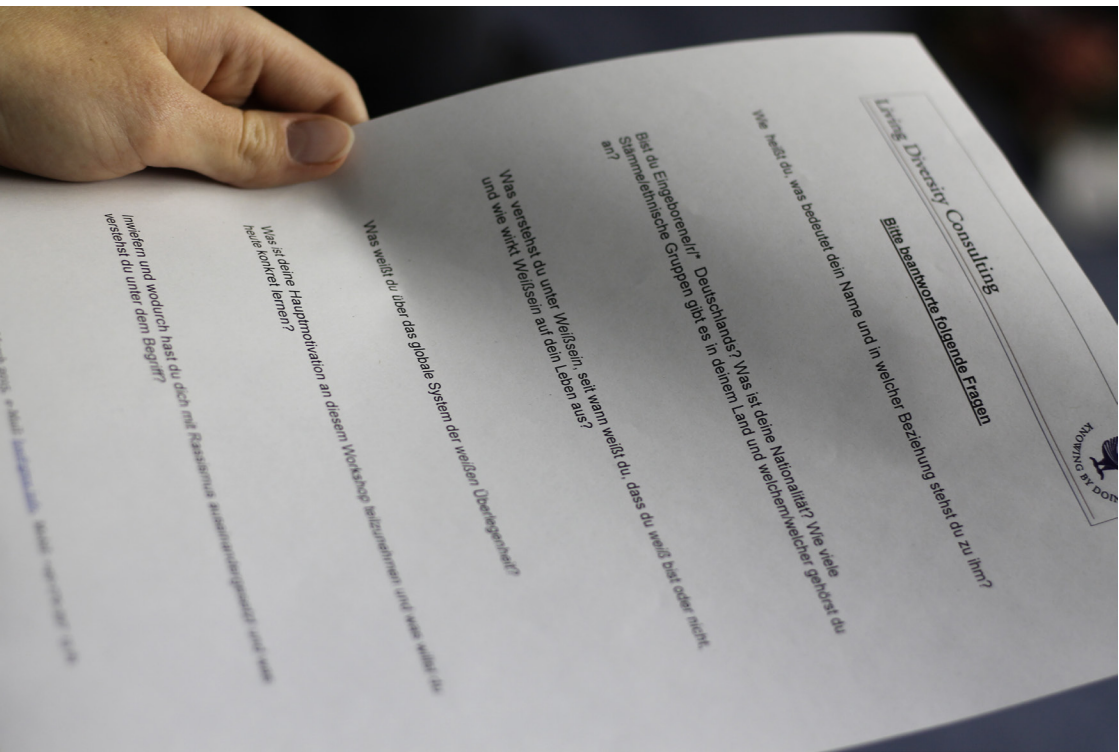 Living Diversity Consulting
KNOWING BY DOIN
Bitte beantworte folgende Fragen
Wie heißt du, was bedeutet dein Name und in welcher Beziehung stehst du zu ihm?
Bist du Eingeborene/r/* Deutschlands? Was ist deine Nationalität? Wie viele
Stämme/ethnische Gruppen gibt es in deinem Land und welchem/welcher gehörst du
an?
Was verstehst du unter Weißsein, seit wann weißt du, dass du weiß bist oder nicht,
und wie wirkt Weißsein auf dein Leben aus?
Was weißt du über das globale System der weißen Überlegenheit?
Was ist deine Hauptmotivation an diesem Workshop teilzunehmen und was willst du
heute konkret lernen?
Inwiefern und wodurch hast du dich mit Rassismus auseinandergesetzt und was
verstehst du unter dem Begriff?